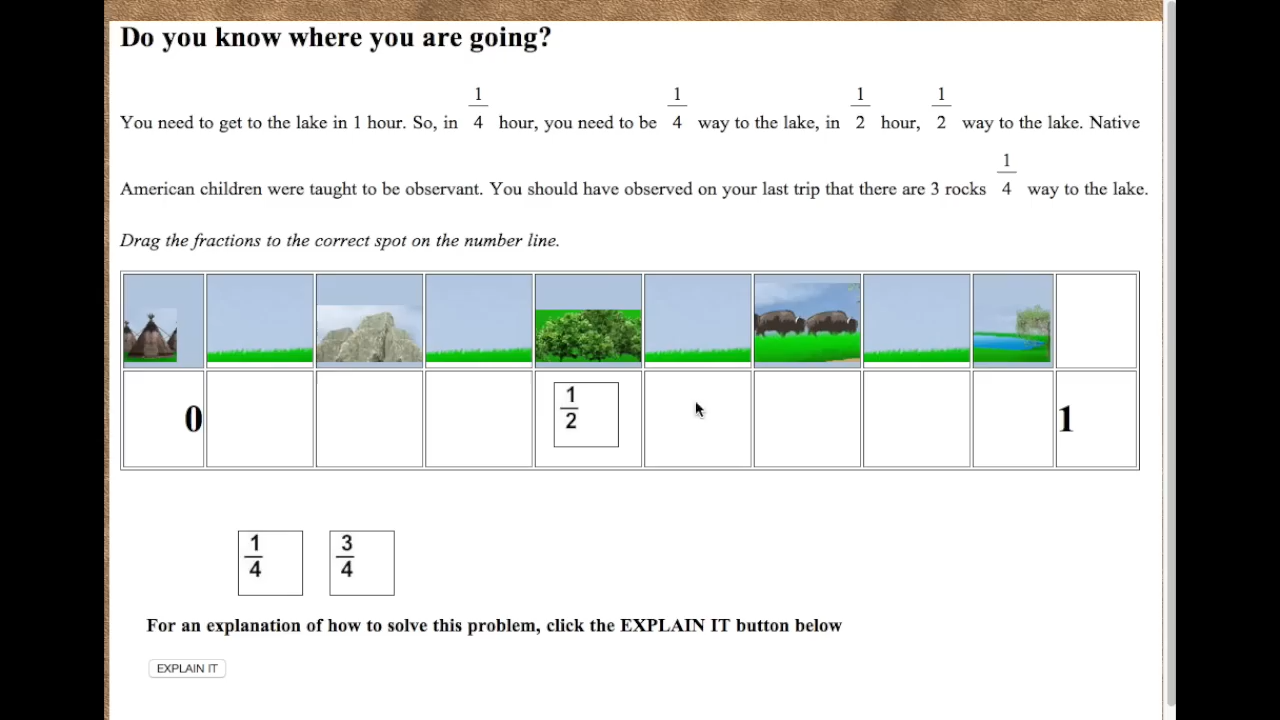 Do you know where you are going?
You need to get to the lake in 1 hour. So, in 1/4 hour, you need to be 1/4 way to the lake, in 1/2 hour, 1/2 way to the lake. Native
American children were taught to be observant. You should have observed on your last trip that there are 3 rocks 1/4 way to the lake.
Drag the fractions to the correct spot on the number line.
0 1/2 1
1/4 3/4
For an explanation of how to solve this problem, click the EXPLAIN IT button below
EXPLAIN IT